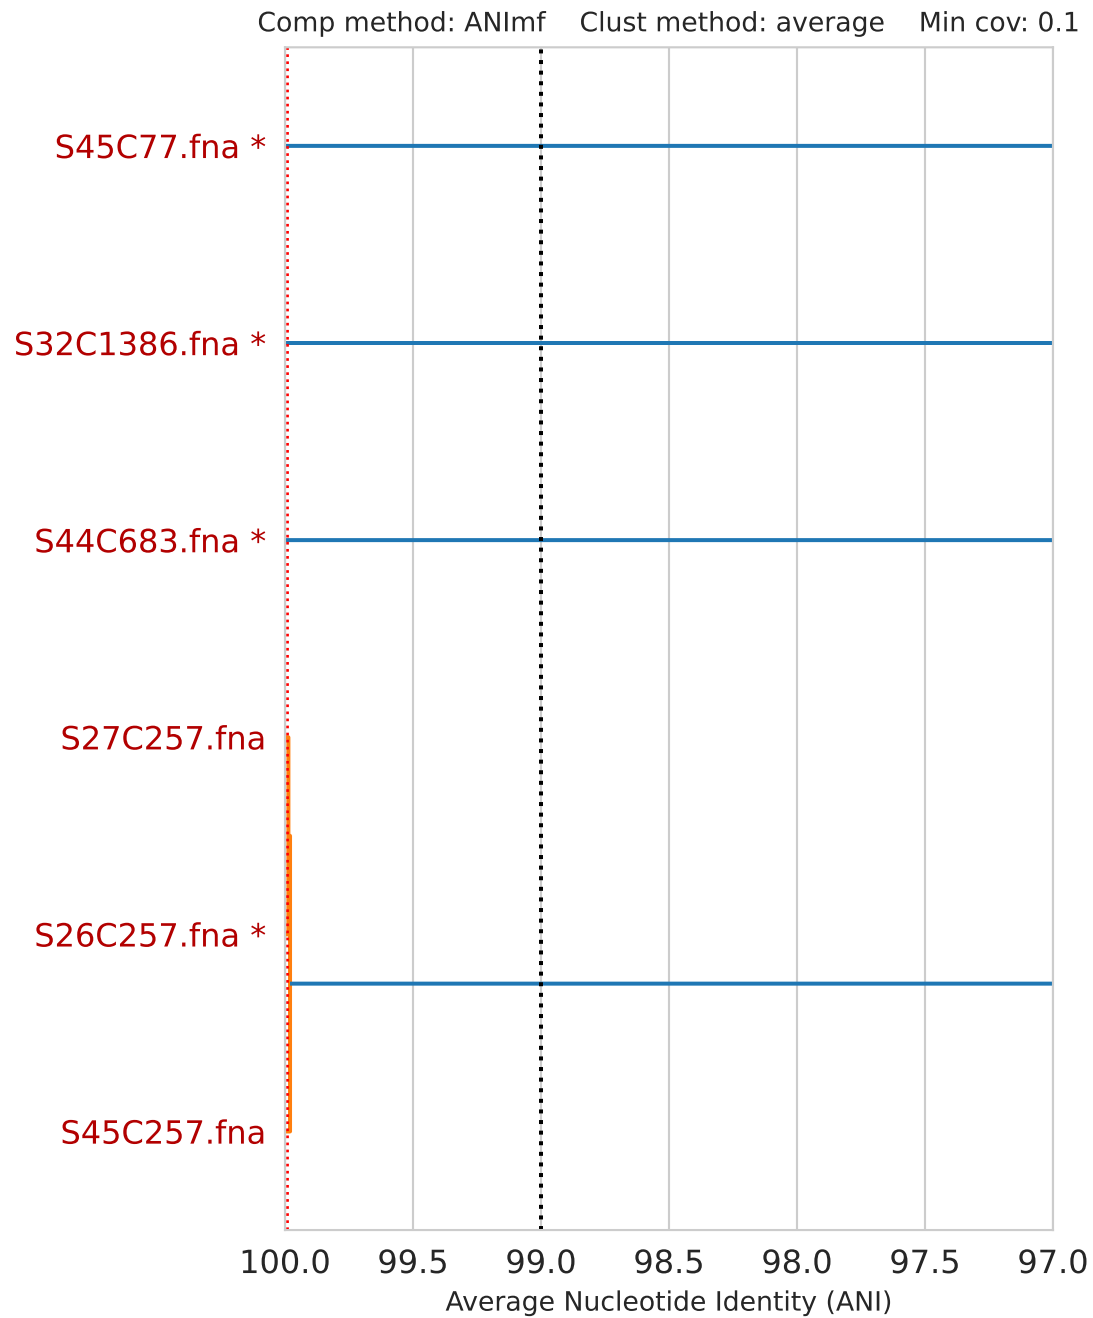 Comp method: ANImf    Clust method: average    Min cov: 0.1
S45C77.fna *
S32C1386.fna *
S44C683.fna *
S27C257.fna
S26C257.fna *
S45C257.fna
100.0 99.5 99.0 98.5 98.0 97.5 97.0
Average Nucleotide Identity (ANI)